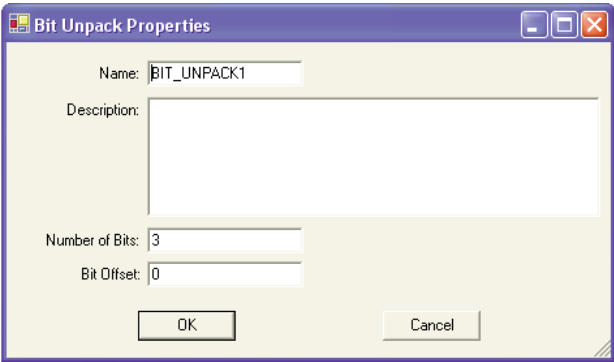 Bit Unpack Properties
Name: BIT_UNPACK1
Description:
Number of Bits: 3
Bit Offset: 0
OK Cancel